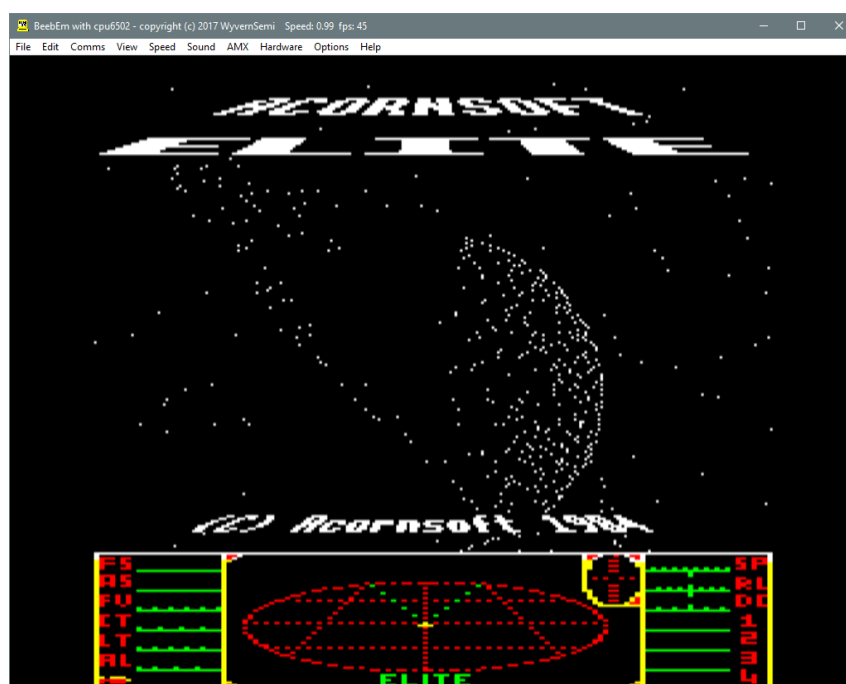 BeebEm with cpu6502 - copyright (c) 2017 WyvernSemi Speed: 0.99 fps: 45
File Edit Comms View Speed Sound AMX Hardware Options Help
ACORNSOFT
ELITE
(C) Acornsoft 1984
FS
AS
FV
CT
LT
AL
SP
RL
DC
1
2
3
4
ELITE